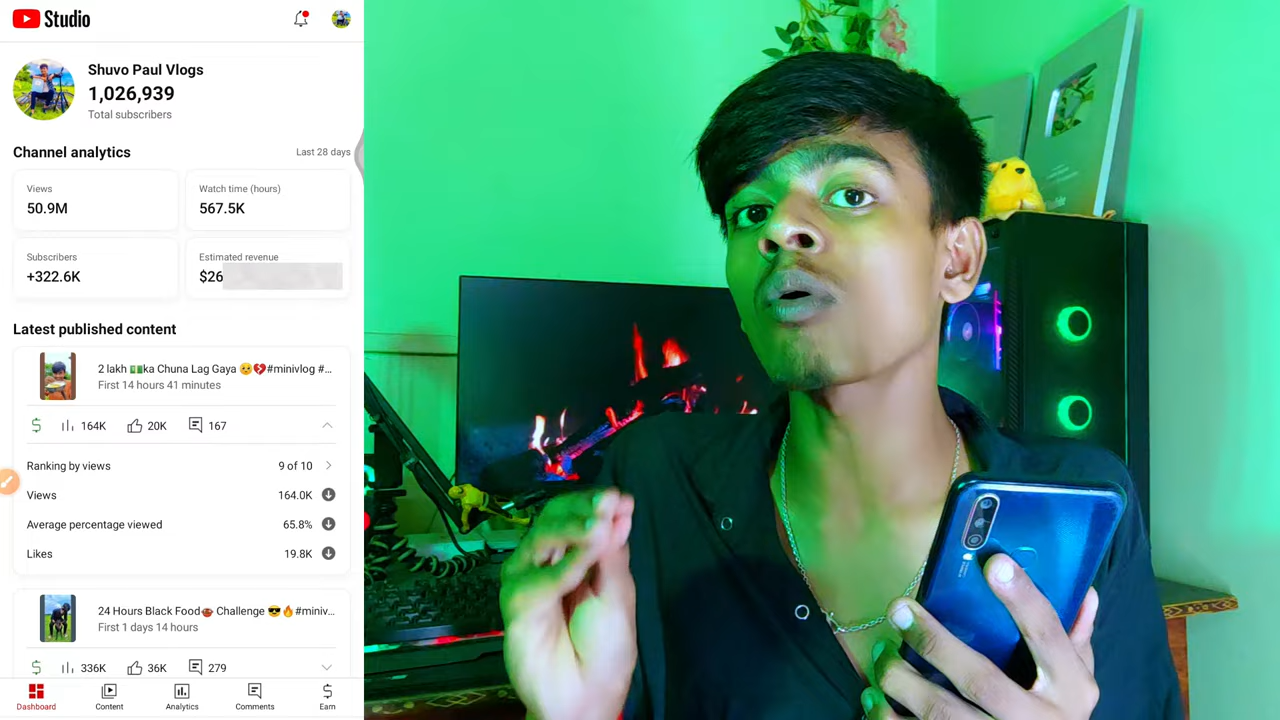 Studio
Shuvo Paul Vlogs
1,026,939
Total subscribers
Channel analytics
Last 28 days
Views
50.9M
Watch time (hours)
567.5K
Subscribers
+322.6K
Estimated revenue
$26
Latest published content
2 lakh 💵ka Chuna Lag Gaya 🥺💔#minivlog #...
First 14 hours 41 minutes
164K
20K
167
Ranking by views
9 of 10
Views
164.0K
Average percentage viewed
65.8%
Likes
19.8K
24 Hours Black Food🍲 Challenge 😎🔥#miniv...
First 1 days 14 hours
336K
36K
279
Dashboard
Content
Analytics
Comments
Earn